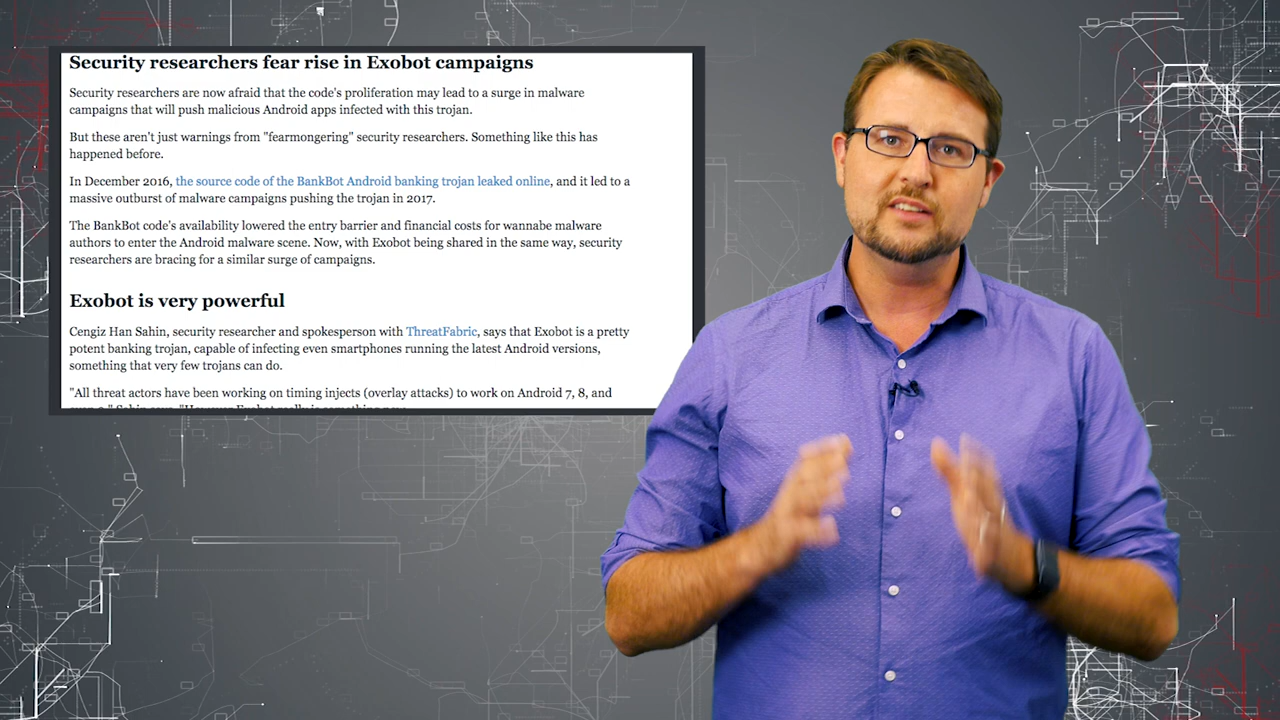 Security researchers fear rise in Exobot campaigns
Security researchers are now afraid that the code's proliferation may lead to a surge in malware
campaigns that will push malicious Android apps infected with this trojan.
But these aren't just warnings from "fearmongering" security researchers. Something like this has
happened before.
In December 2016, the source code of the BankBot Android banking trojan leaked online, and it led to a
massive outburst of malware campaigns pushing the trojan in 2017.
The BankBot code's availability lowered the entry barrier and financial costs for wannabe malware
authors to enter the Android malware scene. Now, with Exobot being shared in the same way, security
researchers are bracing for a similar surge of campaigns.
Exobot is very powerful
Cengiz Han Sahin, security researcher and spokesperson with ThreatFabric, says that Exobot is a pretty
potent banking trojan, capable of infecting even smartphones running the latest Android versions,
something that very few trojans can do.
"All threat actors have been working on timing injects (overlay attacks) to work on Android 7, 8, and